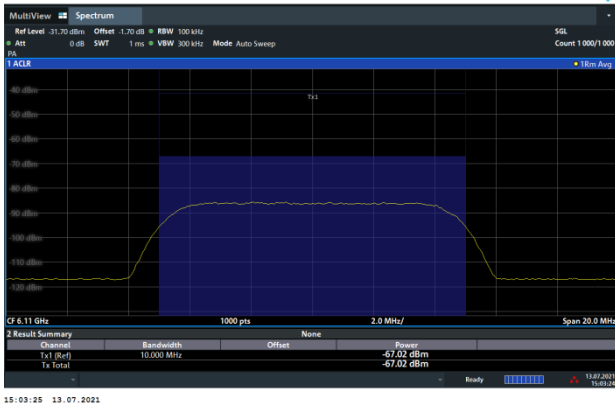 MultiView Spectrum
Ref Level -31.70 dBm Offset -1.70 dB RBW 100 kHz SGL
Att 0 dB SWT 1 ms VBW 300 kHz Mode Auto Sweep Count 1000/1000
PA
1 ACLR 1Rm Avg
-40 dBm
Tx1
-50 dBm
-60 dBm
-70 dBm
-80 dBm
-90 dBm
-100 dBm
-110 dBm
-120 dBm
CF 6.11 GHz 1000 pts 2.0 MHz/ Span 20.0 MHz
2 Result Summary None
Channel Bandwidth Offset Power
Tx1 (Ref) 10.000 MHz -67.02 dBm
Tx Total -67.02 dBm
Ready 13.07.2021
15:03:24
15:03:25 13.07.2021